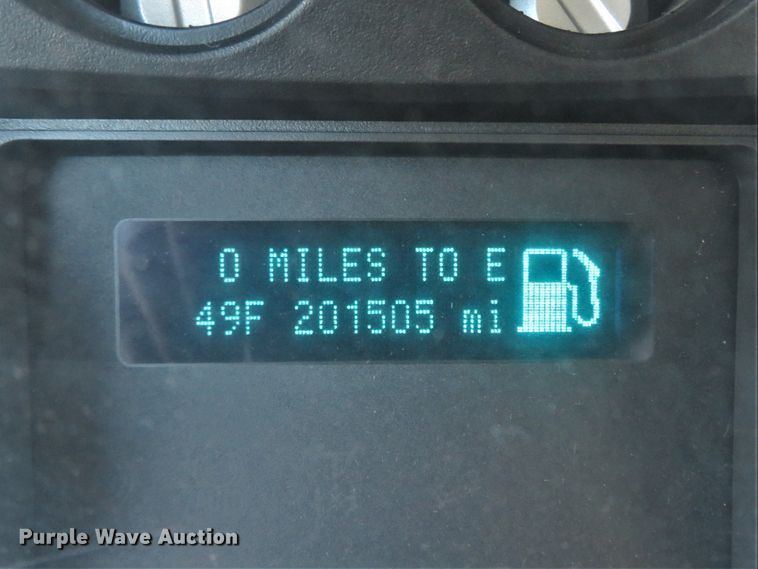 0 MILES TO E
49F 201505 mi
Purple Wave Auction